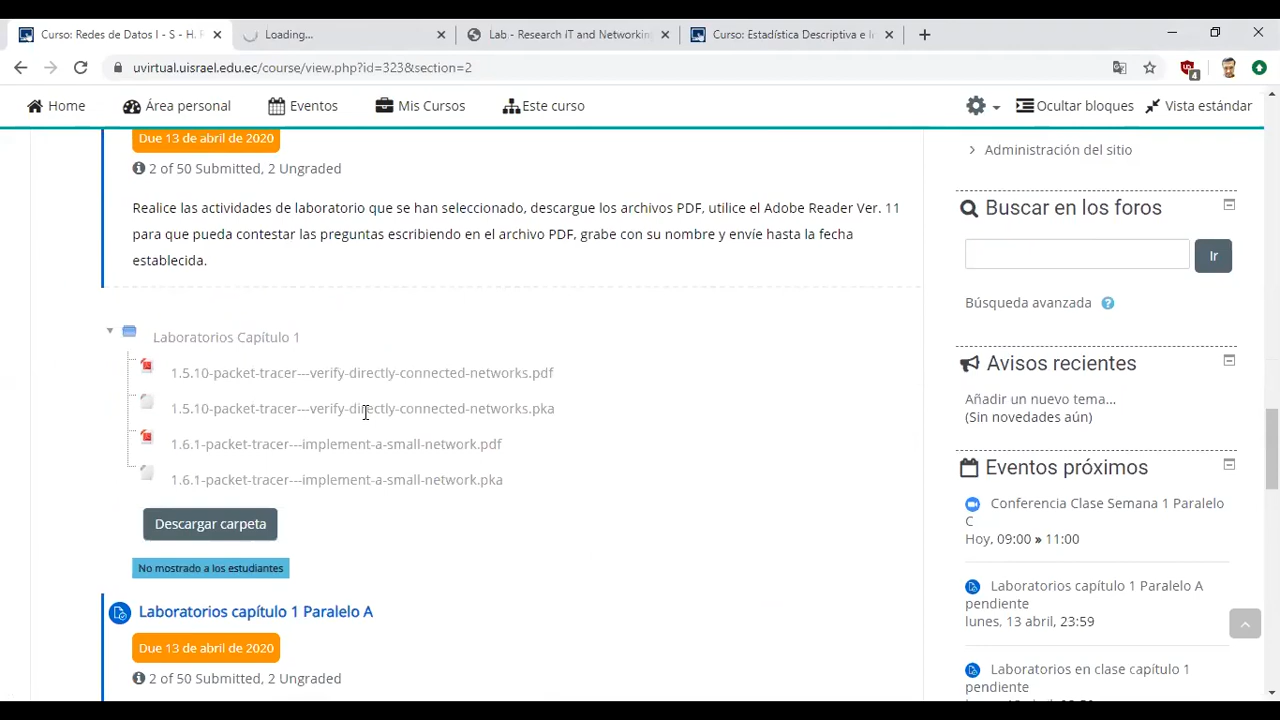 Curso: Redes de Datos I - S - H. R
Loading...
Lab - Research IT and Networkin
Curso: Estadística Descriptiva e I
uvirtual.uisrael.edu.ec/course/view.php?id=323&section=2
4
Home
Área personal
Eventos
Mis Cursos
Este curso
Ocultar bloques
Vista estándar
Due 13 de abril de 2020
2 of 50 Submitted, 2 Ungraded
Realice las actividades de laboratorio que se han seleccionado, descargue los archivos PDF, utilice el Adobe Reader Ver. 11
para que pueda contestar las preguntas escribiendo en el archivo PDF, grabe con su nombre y envíe hasta la fecha
establecida.
Laboratorios Capítulo 1
1.5.10-packet-tracer---verify-directly-connected-networks.pdf
1.5.10-packet-tracer---verify-directly-connected-networks.pka
1.6.1-packet-tracer---implement-a-small-network.pdf
1.6.1-packet-tracer---implement-a-small-network.pka
Descargar carpeta
No mostrado a los estudiantes
Laboratorios capítulo 1 Paralelo A
Due 13 de abril de 2020
2 of 50 Submitted, 2 Ungraded
Administración del sitio
Buscar en los foros
Ir
Búsqueda avanzada
Avisos recientes
Añadir un nuevo tema...
(Sin novedades aún)
Eventos próximos
Conferencia Clase Semana 1 Paralelo
C
Hoy, 09:00 » 11:00
Laboratorios capítulo 1 Paralelo A
pendiente
lunes, 13 abril, 23:59
Laboratorios en clase capítulo 1
pendiente